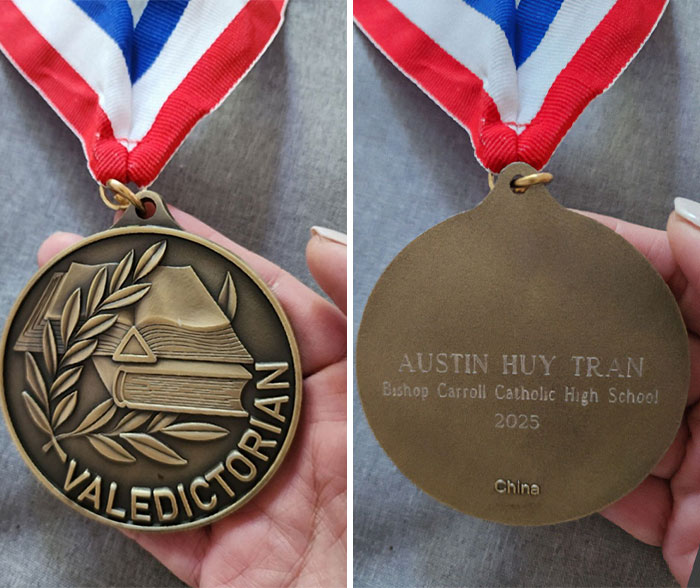 VALEDICTORIAN
AUSTIN HUY TRAN
Bishop Carroll Catholic High School
2025
China